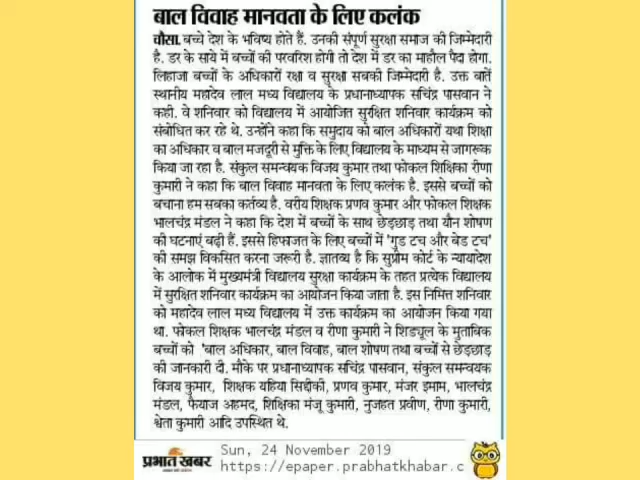 बाल विवाह मानवता के लिए कलंक
चौसा. बच्चे देश के भविष्य होते हैं. उनकी संपूर्ण सुरक्षा समाज की जिम्मेदारी
है. डर के साये में बच्चों की परवरिश होगी तो देश में डर का माहौल पैदा होगा.
लिहाजा बच्चों के अधिकारों रक्षा व सुरक्षा सबकी जिम्मेदारी है. उक्त बातें
स्थानीय महादेव लाल मध्य विद्यालय के प्रधानाध्यापक सचिंद्र पासवान ने
कही. वे शनिवार को विद्यालय में आयोजित सुरक्षित शनिवार कार्यक्रम को
संबोधित कर रहे थे. उन्होंने कहा कि समुदाय को बाल अधिकारों यथा शिक्षा
का अधिकार व बाल मजदूरी से मुक्ति के लिए विद्यालय के माध्यम से जागरूक
किया जा रहा है. संकुल समन्वयक विजय कुमार तथा फोकल शिक्षिका रीणा
कुमारी ने कहा कि बाल विवाह मानवता के लिए कलंक है. इससे बच्चों को
बचाना हम सबका कर्तव्य है. वरीय शिक्षक प्रणव कुमार और फोकल शिक्षक
भालचंद्र मंडल ने कहा कि देश में बच्चों के साथ छेड़छाड़ तथा यौन शोषण
की घटनाएं बढ़ी हैं. इससे हिफाजत के लिए बच्चों में 'गुड टच और बेड टच'
की समझ विकसित करना जरूरी है. ज्ञातव्य है कि सुप्रीम कोर्ट के न्यायादेश
के आलोक में मुख्यमंत्री विद्यालय सुरक्षा कार्यक्रम के तहत प्रत्येक विद्यालय
में सुरक्षित शनिवार कार्यक्रम का आयोजन किया जाता है. इस निमित्त शनिवार
को महादेव लाल मध्य विद्यालय में उक्त कार्यक्रम का आयोजन किया गया
था. फोकल शिक्षक भालचंद्र मंडल व रीणा कुमारी ने शिड्यूल के मुताबिक
बच्चों को 'बाल अधिकार, बाल विवाह, बाल शोषण तथा बच्चों से छेड़छाड़
की जानकारी दी. मौके पर प्रधानाध्यापक सचिंद्र पासवान, संकुल समन्वयक
विजय कुमार, शिक्षक यहिया सिद्दीकी, प्रणव कुमार, मंजर इमाम, भालचंद्र
मंडल, फैयाज अहमद, शिक्षिका मंजू कुमारी, नुजहत प्रवीण, रीणा कुमारी,
श्वेता कुमारी आदि उपस्थित थे.
प्रभात खबर
Sun, 24 November 2019
https://epaper.prabhatkhabar.c